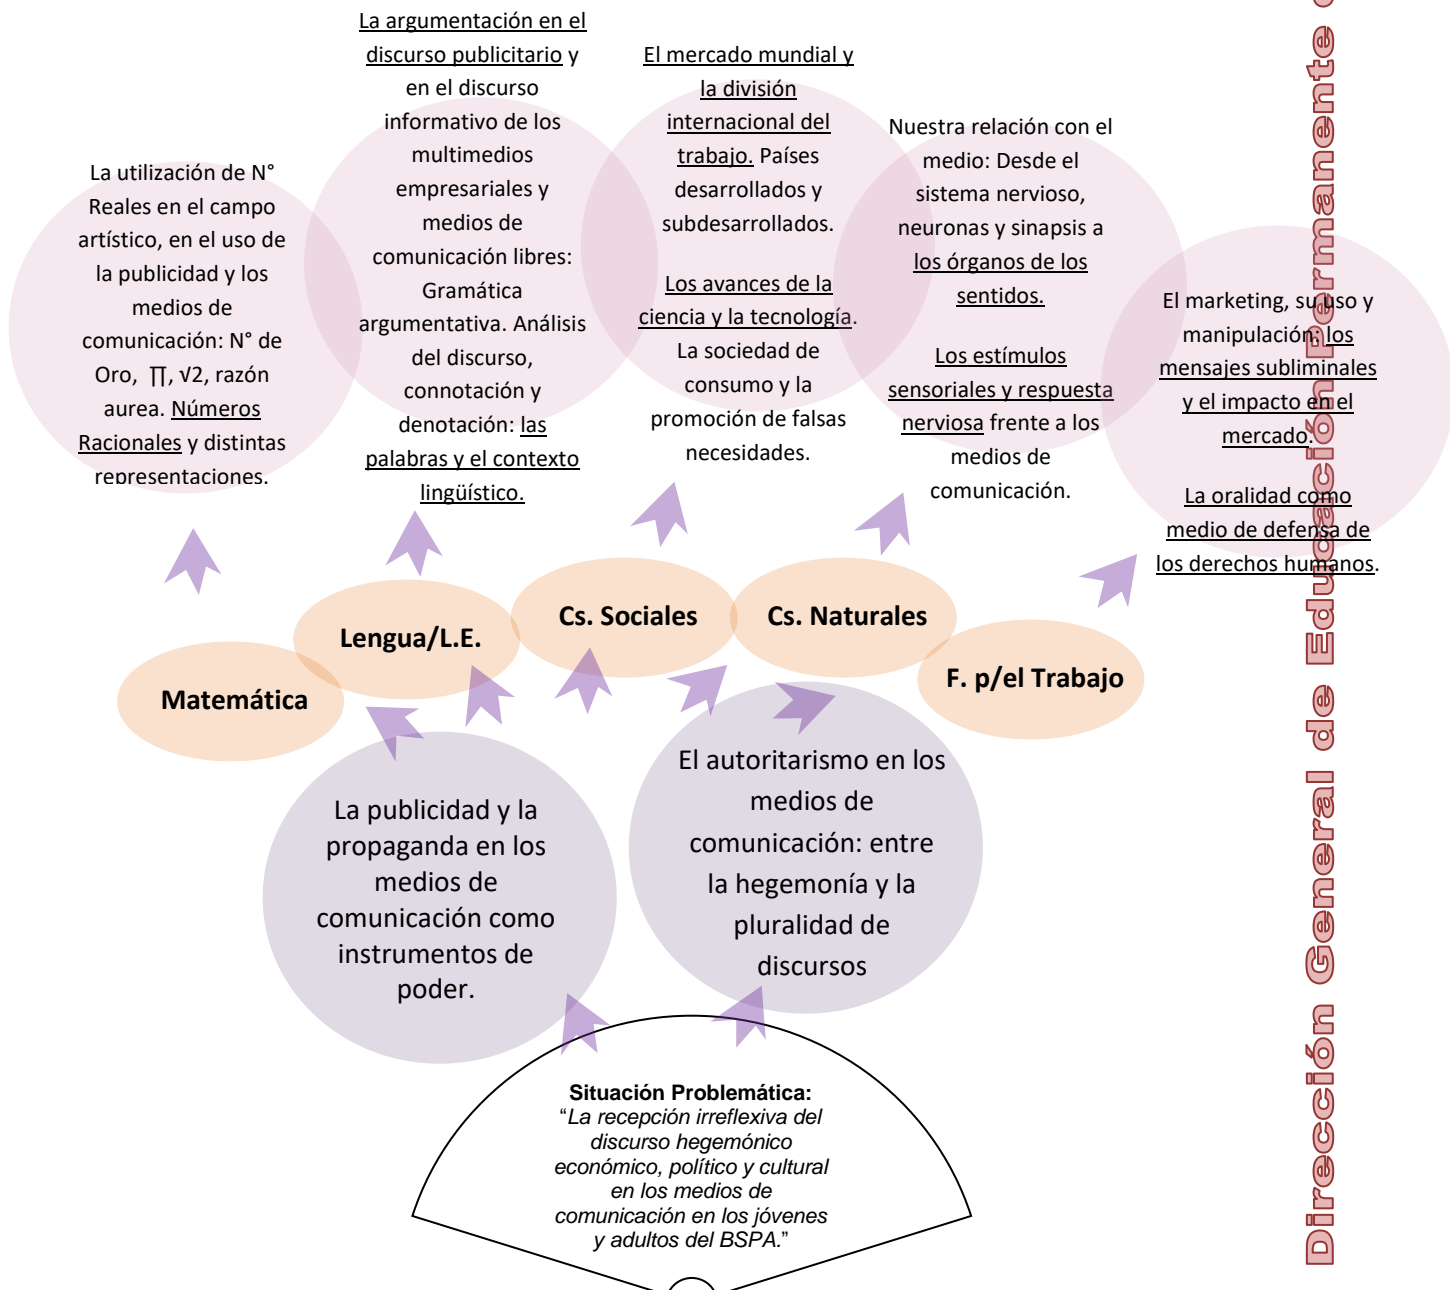 La argumentación en el
discurso publicitario y
en el discurso
informativo de los
multimedios
empresariales y
medios de
comunicación libres:
Gramática
argumentativa. Análisis
del discurso,
connotación y
denotación: las
palabras y el contexto
lingüístico.
El mercado mundial y
la división
internacional del
trabajo. Países
desarrollados y
subdesarrollados.
Los avances de la
ciencia y la tecnología.
La sociedad de
consumo y la
promoción de falsas
necesidades.
Nuestra relación con el
medio: Desde el
sistema nervioso,
neuronas y sinapsis a
los órganos de los
sentidos.
Los estímulos
sensoriales y respuesta
nerviosa frente a los
medios de
comunicación.
La utilización de N°
Reales en el campo
artístico, en el uso de
la publicidad y los
medios de
comunicación: N° de
Oro, ∏, √2, razón
aurea. Números
Racionales y distintas
representaciones.
El marketing, su uso y
manipulación: los
mensajes subliminales
y el impacto en el
mercado.
La oralidad como
medio de defensa de
los derechos humanos.
Matemática
Lengua/L.E.
Cs. Sociales
Cs. Naturales
F. p/el Trabajo
La publicidad y la
propaganda en los
medios de
comunicación como
instrumentos de
poder.
El autoritarismo en los
medios de
comunicación: entre
la hegemonía y la
pluralidad de
discursos
Situación Problemática:
“La recepción irreflexiva del
discurso hegemónico
económico, político y cultural
en los medios de
comunicación en los jóvenes
y adultos del BSPA.”
Dirección General de Educación Permanente